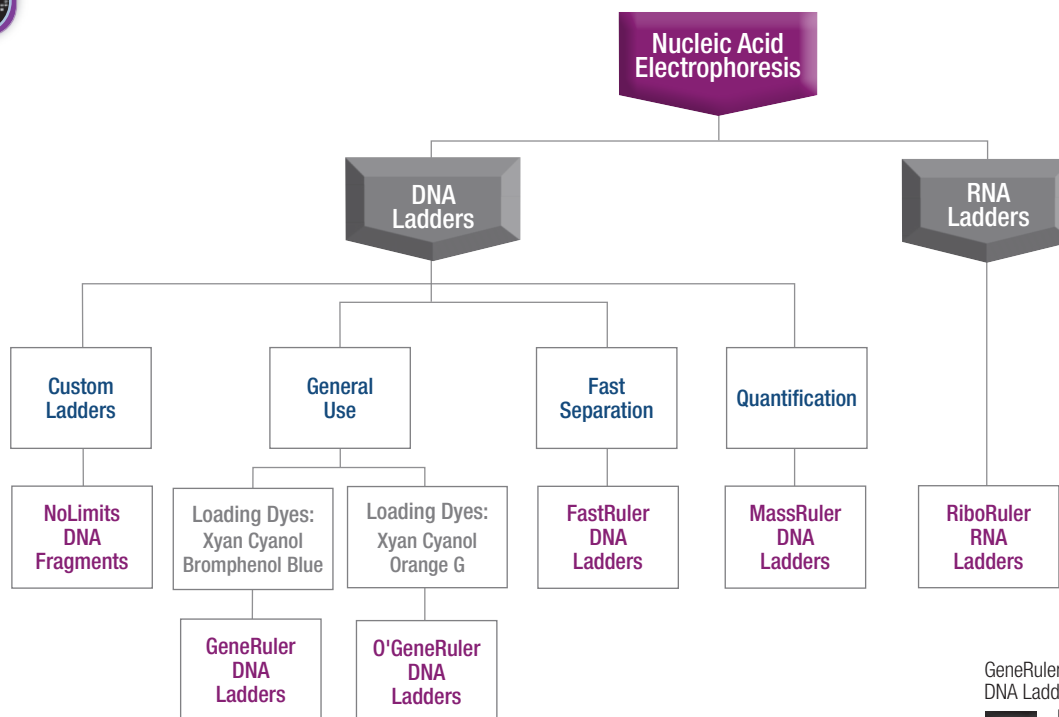 Nucleic Acid
Electrophoresis
DNA
Ladders
RNA
Ladders
Custom
Ladders
General
Use
Fast
Separation
Quantification
NoLimits
DNA
Fragments
Loading Dyes:
Xyan Cyanol
Bromphenol Blue
Loading Dyes:
Xyan Cyanol
Orange G
FastRuler
DNA
Ladders
MassRuler
DNA
Ladders
RiboRuler
RNA
Ladders
GeneRuler
DNA
Ladders
O'GeneRuler
DNA
Ladders
GeneRuler
DNA Ladd